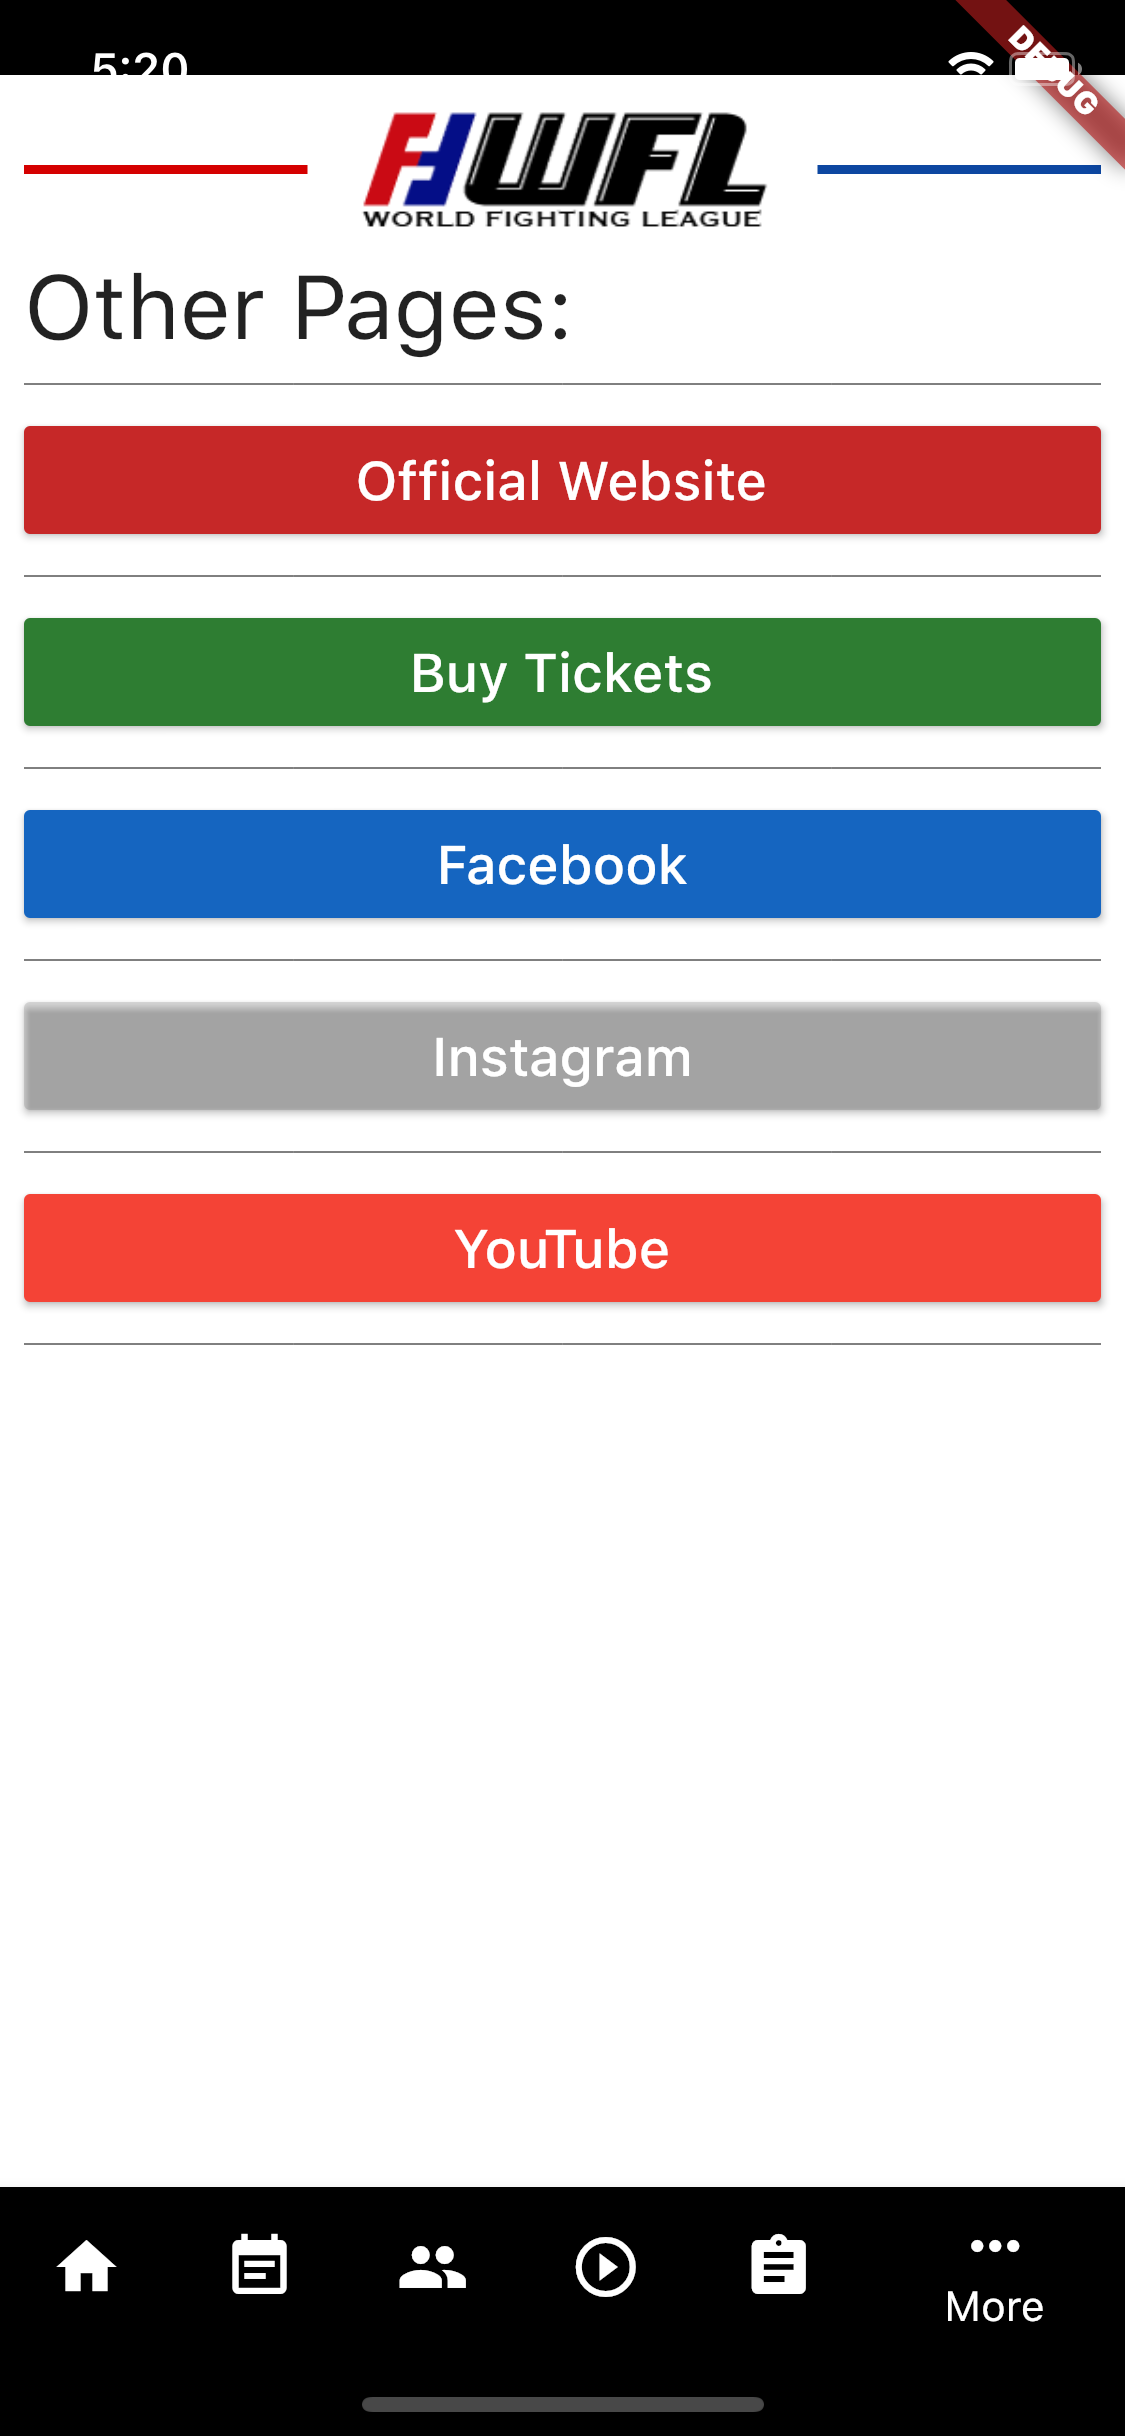 5:20
DEBUG
WFL
WORLD FIGHTING LEAGUE
Other Pages:
Official Website
Buy Tickets
Facebook
Instagram
YouTube
More